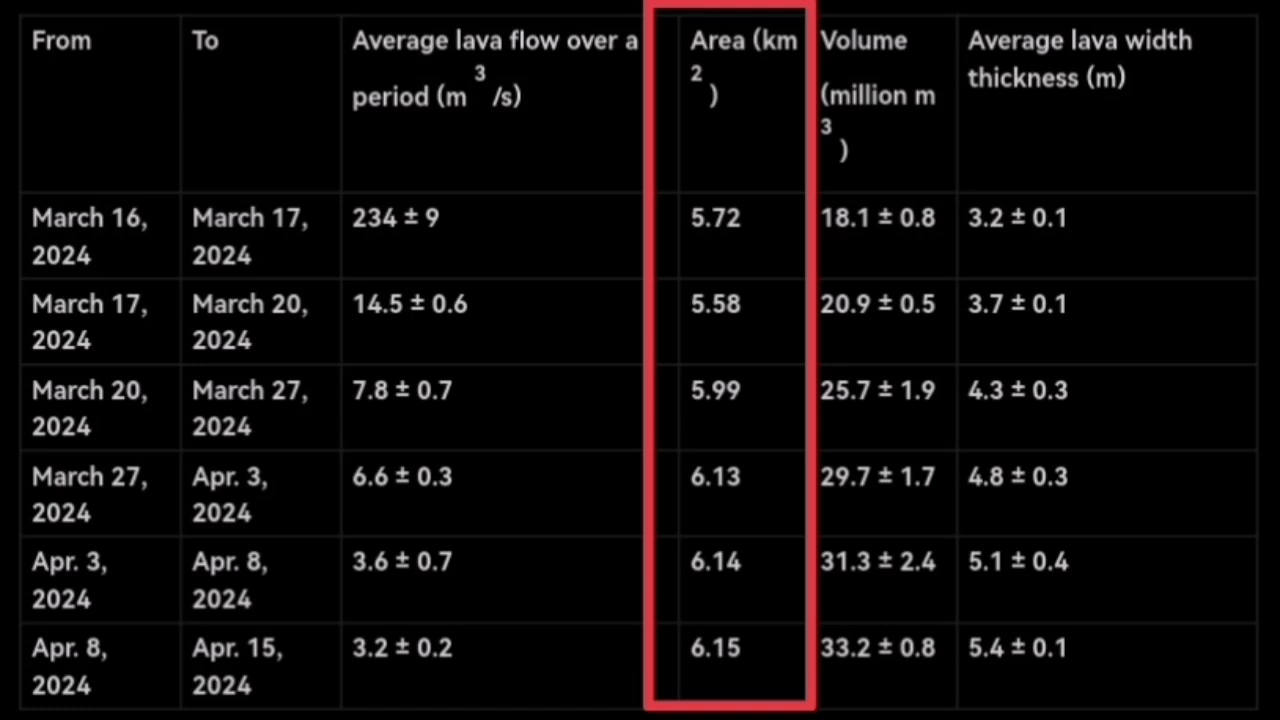 From To Average lava flow over a period (m 3 /s) Area (km 2 ) Volume (million m 3 ) Average lava width thickness (m)
March 16, 2024 March 17, 2024 234 ± 9 5.72 18.1 ± 0.8 3.2 ± 0.1
March 17, 2024 March 20, 2024 14.5 ± 0.6 5.58 20.9 ± 0.5 3.7 ± 0.1
March 20, 2024 March 27, 2024 7.8 ± 0.7 5.99 25.7 ± 1.9 4.3 ± 0.3
March 27, 2024 Apr. 3, 2024 6.6 ± 0.3 6.13 29.7 ± 1.7 4.8 ± 0.3
Apr. 3, 2024 Apr. 8, 2024 3.6 ± 0.7 6.14 31.3 ± 2.4 5.1 ± 0.4
Apr. 8, 2024 Apr. 15, 2024 3.2 ± 0.2 6.15 33.2 ± 0.8 5.4 ± 0.1